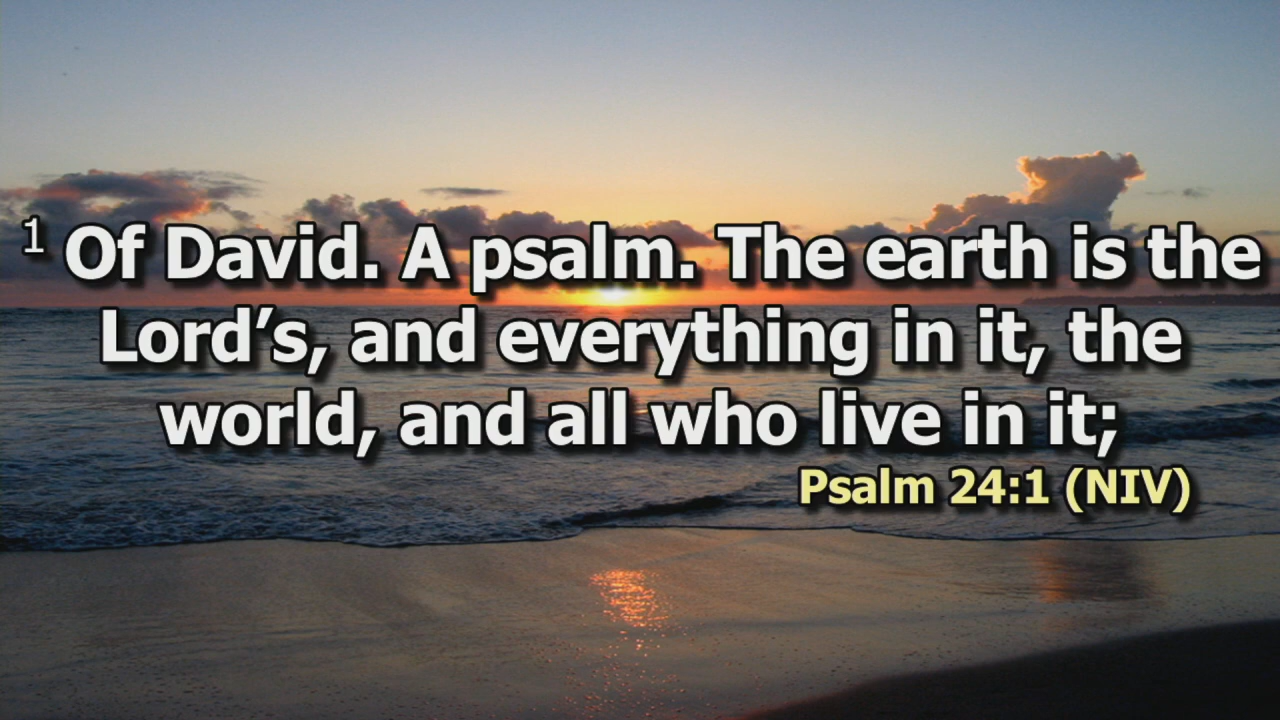 1 Of David. A psalm. The earth is the
Lord’s, and everything in it, the
world, and all who live in it;
Psalm 24:1 (NIV)